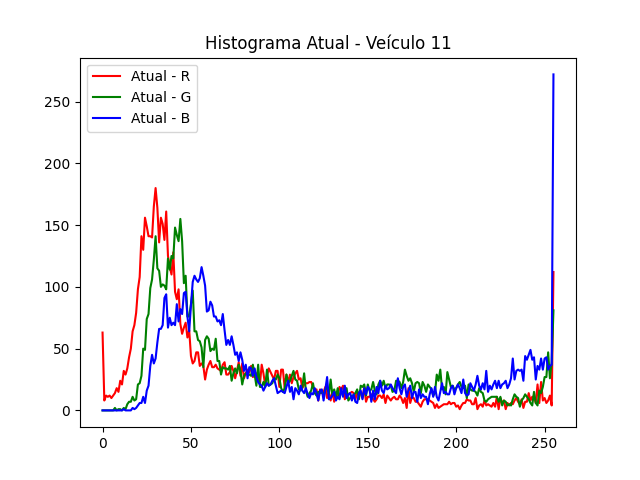 Histograma Atual - Veículo 11
Atual - R
Atual - G
Atual - B
250
200
150
100
50
0
0 50 100 150 200 250